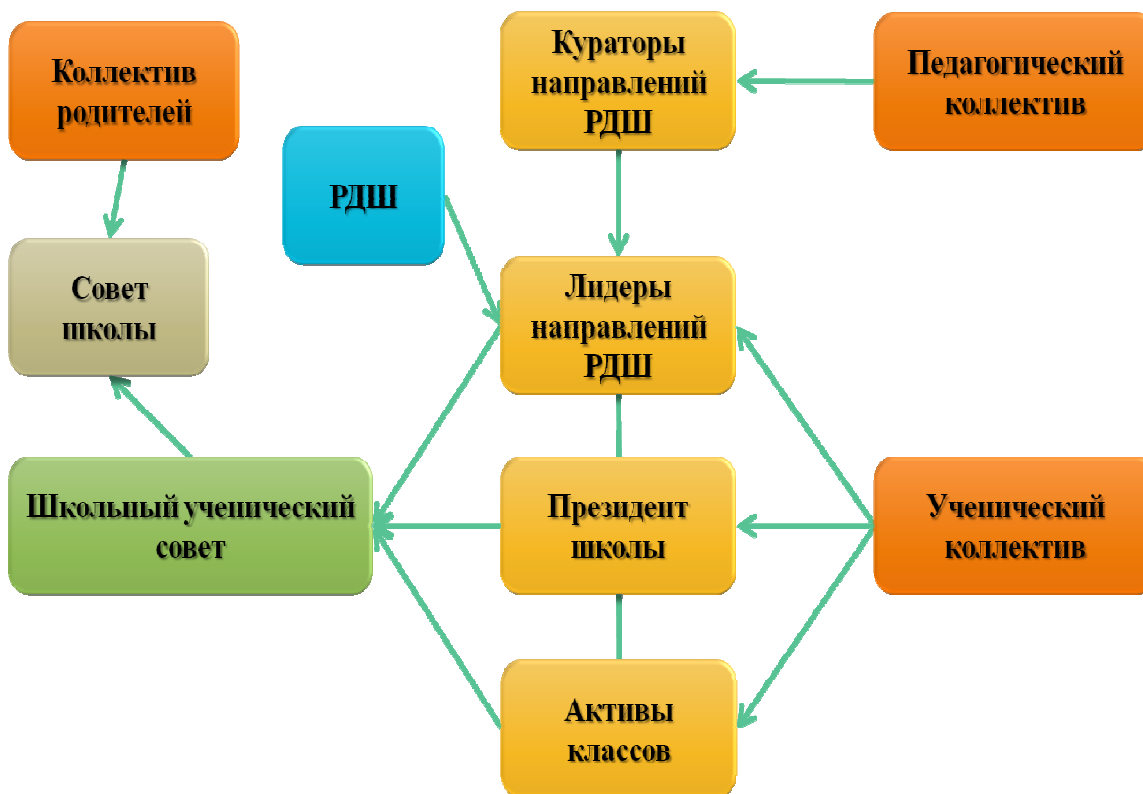 Коллектив
родителей
Кураторы
направлений
РДШ
Педагогический
коллектив
РДШ
Совет
школы
Лидеры
направлений
РДШ
Школьный ученический
совет
Президент
школы
Ученический
коллектив
Активы
классов